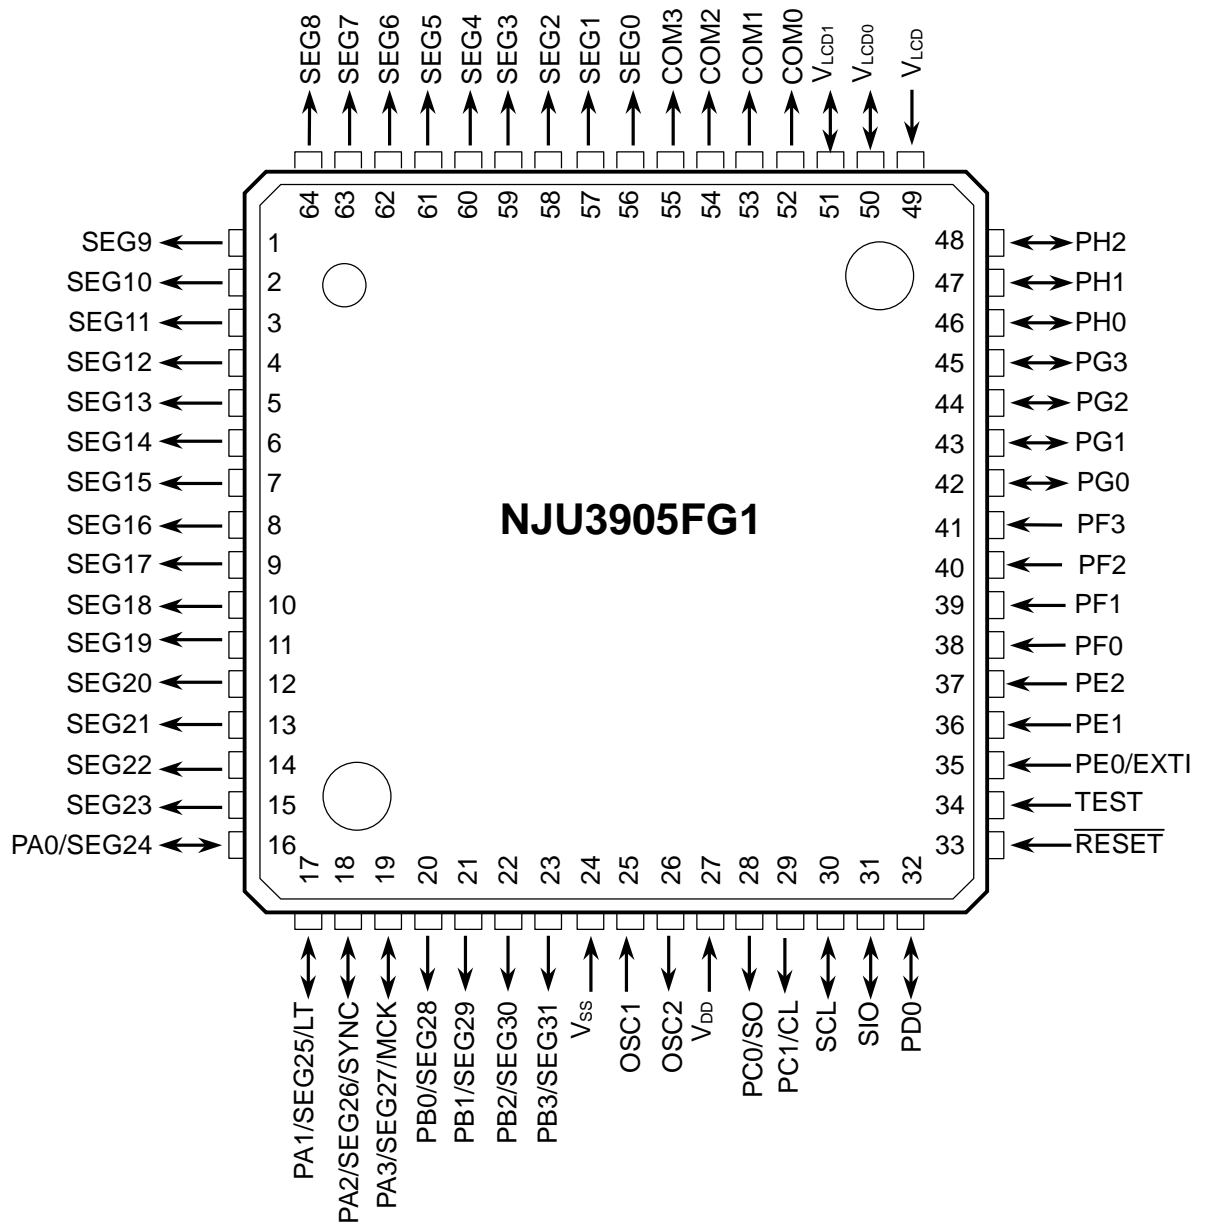 SEG8
SEG7
SEG6
SEG5
SEG4
SEG3
SEG2
SEG1
SEG0
COM3
COM2
COM1
COM0
VLCD1
VLCD0
VLCD
64
63
62
61
60
59
58
57
56
55
54
53
52
51
50
49
SEG9 1
SEG10 2
SEG11 3
SEG12 4
SEG13 5
SEG14 6
SEG15 7
SEG16 8
SEG17 9
SEG18 10
SEG19 11
SEG20 12
SEG21 13
SEG22 14
SEG23 15
PA0/SEG24 16
NJU3905FG1
48 PH2
47 PH1
46 PH0
45 PG3
44 PG2
43 PG1
42 PG0
41 PF3
40 PF2
39 PF1
38 PF0
37 PE2
36 PE1
35 PE0/EXTI
34 TEST
33 RESET
17
18
19
20
21
22
23
24
25
26
27
28
29
30
31
32
PA1/SEG25/LT
PA2/SEG26/SYNC
PA3/SEG27/MCK
PB0/SEG28
PB1/SEG29
PB2/SEG30
PB3/SEG31
VSS
OSC1
OSC2
VDD
PC0/SO
PC1/CL
SCL
SIO
PD0